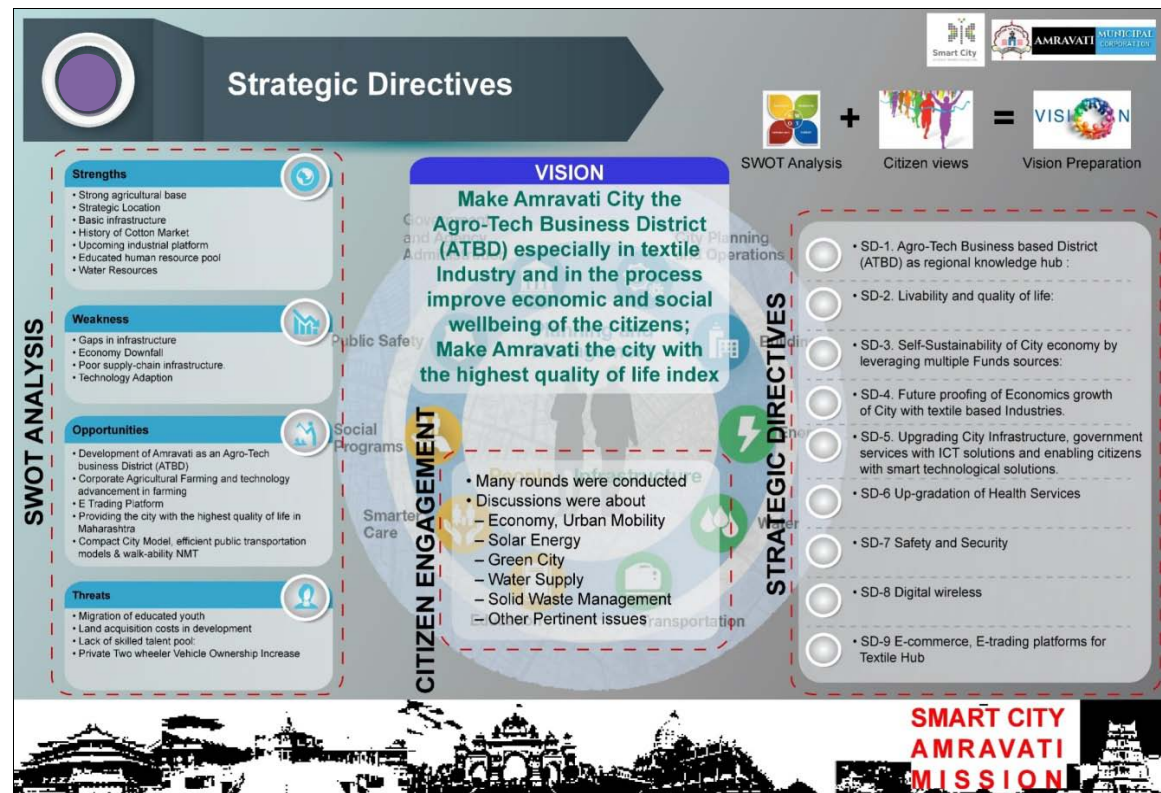 Strategic Directives
Smart City
AMRAVATI MUNICIPAL
CORPORATION
+
=
VISI N
SWOT Analysis
Citizen views
Vision Preparation
SWOT ANALYSIS
Strengths
• Strong agricultural base
• Strategic Location
• Basic infrastructure
• History of Cotton Market
• Upcoming industrial platform
• Educated human resource pool
• Water Resources
Weakness
• Gaps in infrastructure
• Economy Downfall
• Poor supply-chain infrastructure.
• Technology Adaption
Opportunities
• Development of Amravati as an Agro-Tech
business District (ATBD)
• Corporate Agricultural Farming and technology
advancement in farming
• E Trading Platform
• Providing the city with the highest quality of life in
Maharashtra
• Compact City Model, efficient public transportation
models & walk-ability NMT
Threats
• Migration of educated youth
• Land acquisition costs in development
• Lack of skilled talent pool:
• Private Two wheeler Vehicle Ownership Increase
VISION
Make Amravati City the
Agro-Tech Business District
(ATBD) especially in textile
Industry and in the process
improve economic and social
wellbeing of the citizens;
Make Amravati the city with
the highest quality of life index
City Planning
and Operations
Public Safety
Social
Programs
Smarter
Care
People
Infrastructure
Water
Transportation
CITIZEN ENGAGEMENT
• Many rounds were conducted
• Discussions were about
– Economy, Urban Mobility
– Solar Energy
– Green City
– Water Supply
– Solid Waste Management
– Other Pertinent issues
STRATEGIC DIRECTIVES
• SD-1. Agro-Tech Business based District
(ATBD) as regional knowledge hub :
• SD-2. Livability and quality of life:
• SD-3. Self-Sustainability of City economy by
leveraging multiple Funds sources:
• SD-4. Future proofing of Economics growth
of City with textile based Industries.
• SD-5. Upgrading City Infrastructure, government
services with ICT solutions and enabling citizens
with smart technological solutions.
• SD-6 Up-gradation of Health Services
• SD-7 Safety and Security
• SD-8 Digital wireless
• SD-9 E-commerce, E-trading platforms for
Textile Hub
SMART CITY
AMRAVATI
MISSION